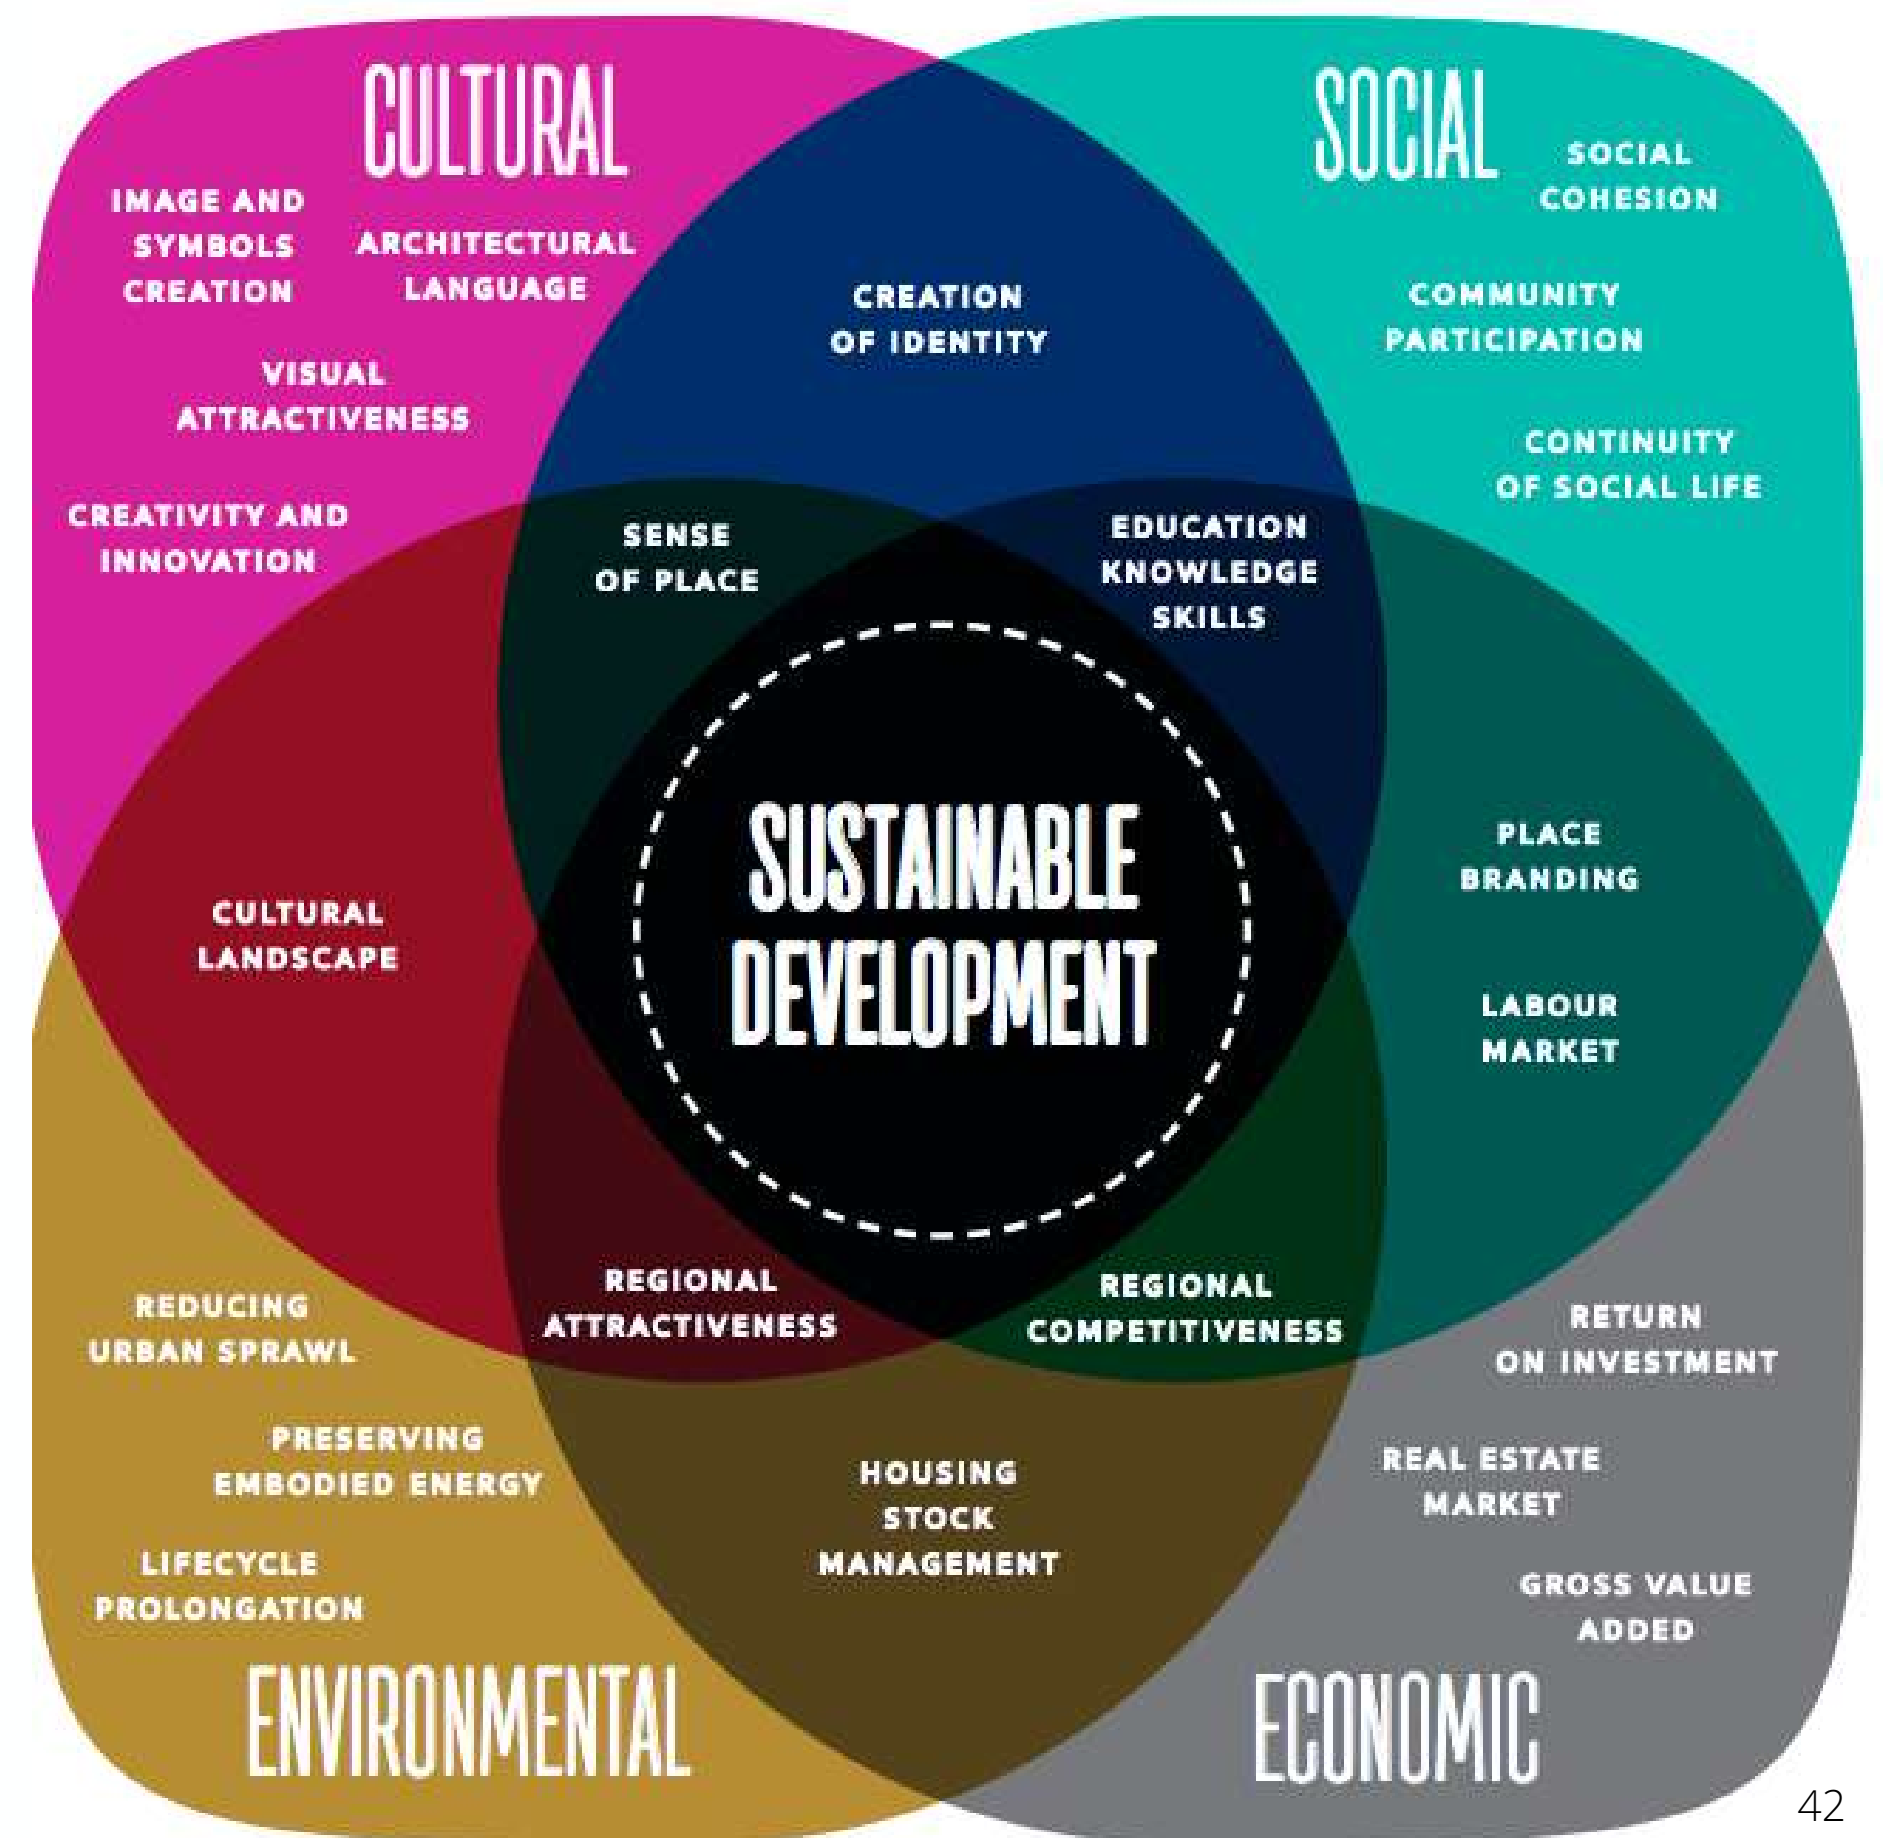 CULTURAL
IMAGE AND
SYMBOLS
CREATION
ARCHITECTURAL
LANGUAGE
VISUAL
ATTRACTIVENESS
CREATIVITY AND
INNOVATION
SOCIAL
SOCIAL
COHESION
COMMUNITY
PARTICIPATION
CONTINUITY
OF SOCIAL LIFE
CREATION
OF IDENTITY
SENSE
OF PLACE
EDUCATION
KNOWLEDGE
SKILLS
CULTURAL
LANDSCAPE
SUSTAINABLE
DEVELOPMENT
PLACE
BRANDING
LABOUR
MARKET
REGIONAL
ATTRACTIVENESS
REGIONAL
COMPETITIVENESS
REDUCING
URBAN SPRAWL
PRESERVING
EMBODIED ENERGY
LIFECYCLE
PROLONGATION
ENVIRONMENTAL
HOUSING
STOCK
MANAGEMENT
RETURN
ON INVESTMENT
REAL ESTATE
MARKET
GROSS VALUE
ADDED
ECONOMIC
42